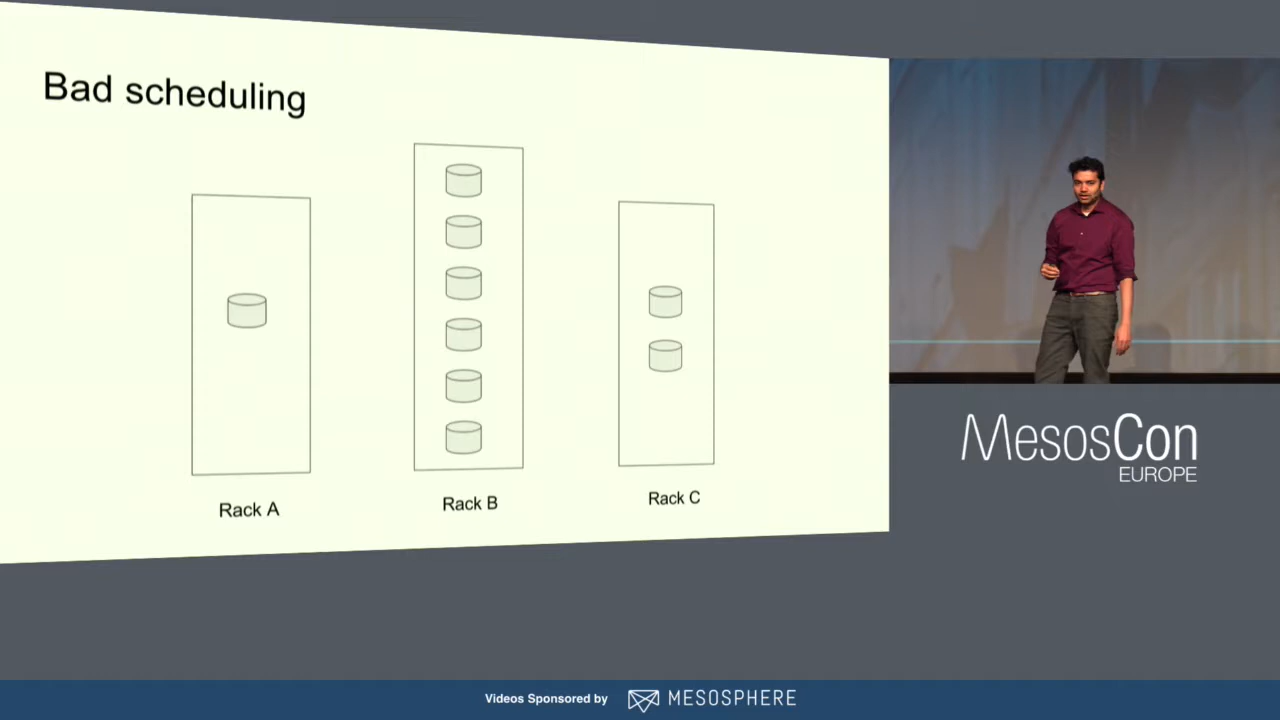 Bad scheduling
Rack A
Rack B
Rack C
MesosCon
EUROPE
Videos Sponsored by
MESOSPHERE